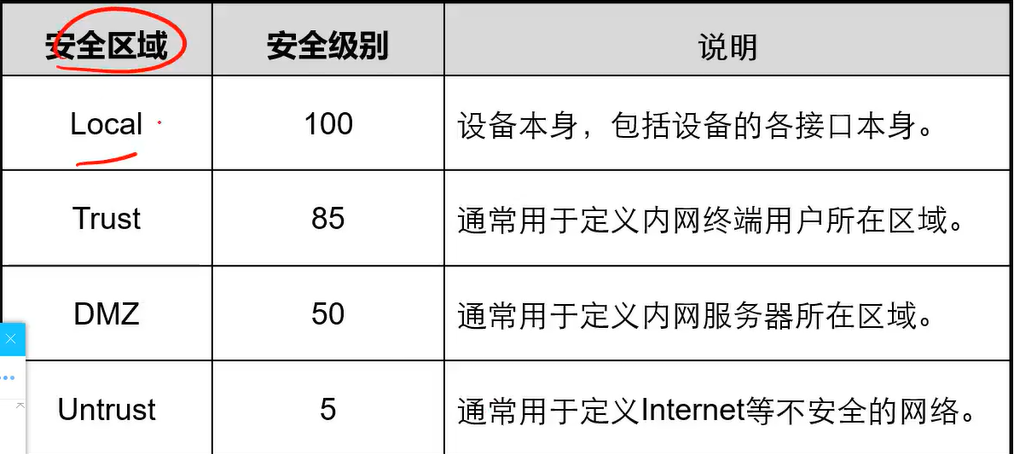 安全区域 安全级别 说明
Local 100 设备本身，包括设备的各接口本身。
Trust 85 通常用于定义内网终端用户所在区域。
DMZ 50 通常用于定义内网服务器所在区域。
Untrust 5 通常用于定义Internet等不安全的网络。